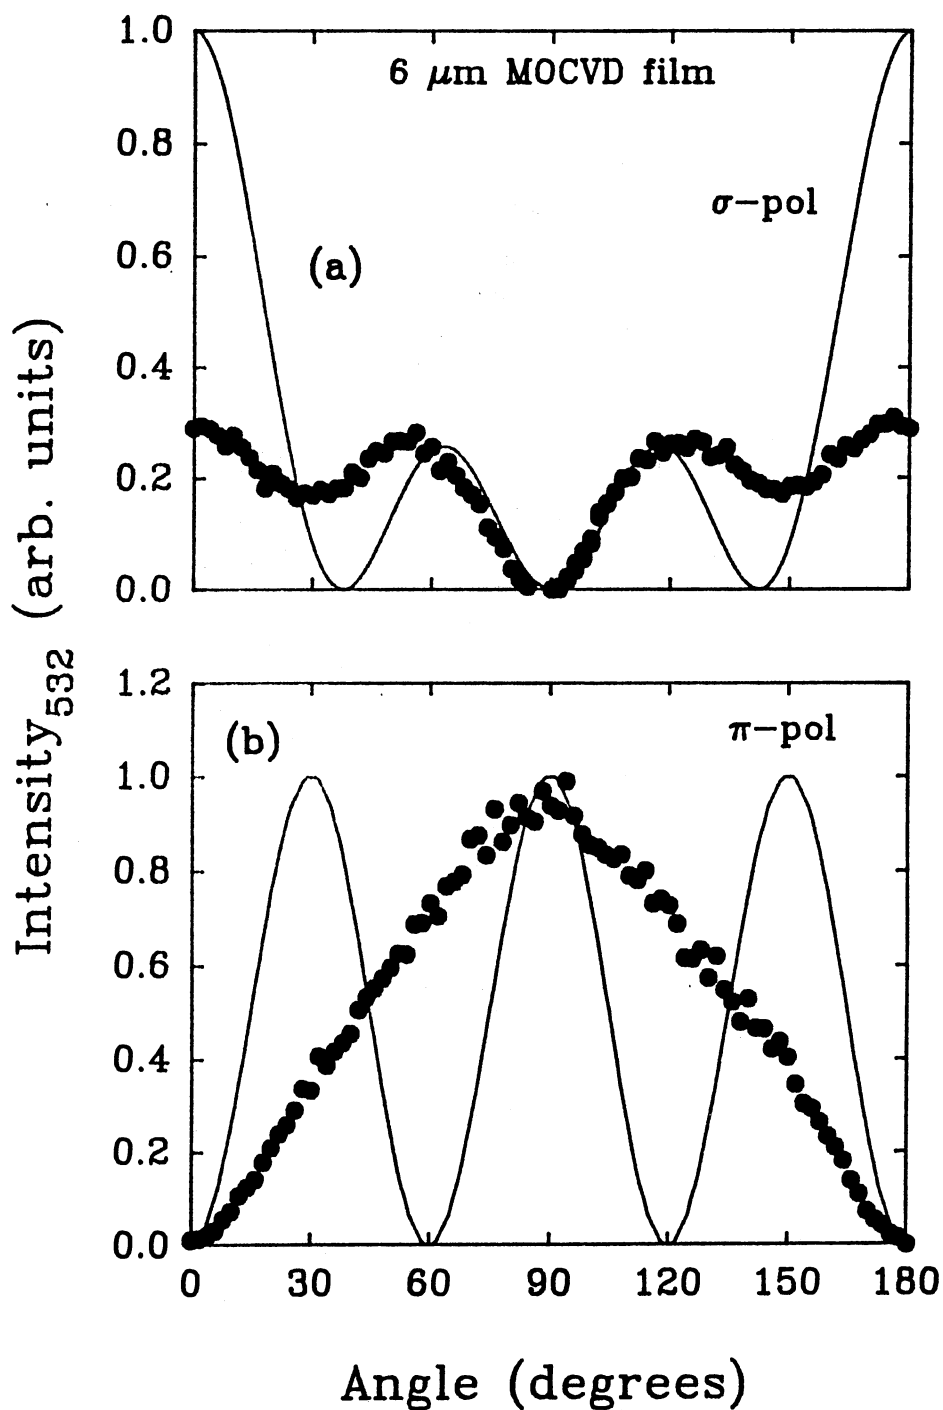 1.0
6 μm MOCVD film
0.8
σ-pol
0.6
(a)
0.4
0.2
0.0
Intensity532 (arb. units)
1.2
(b)
π-pol
1.0
0.8
0.6
0.4
0.2
0.0
0 30 60 90 120 150 180
Angle (degrees)